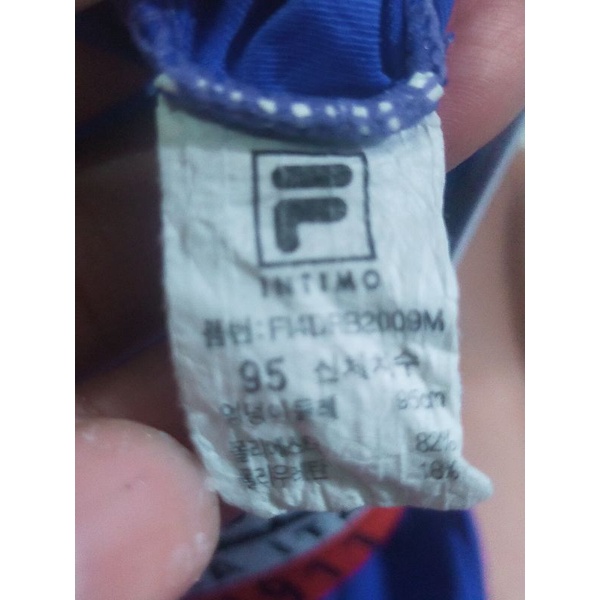 F
INTIMO
품번: FI4DFB2009M
95 신체치수
엉덩이둘레 95cm
폴리에스터 82%
폴리우레탄 18%